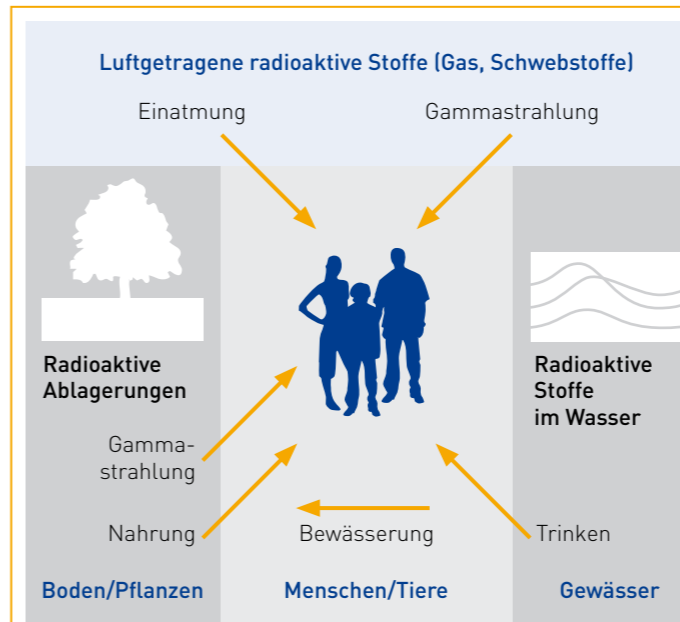 Luftgetragene radioaktive Stoffe (Gas, Schwebstoffe)
Einatmung
Gammastrahlung
Radioaktive
Ablagerungen
Radioaktive
Stoffe
im Wasser
Gamma-
strahlung
Nahrung
Bewässerung
Trinken
Boden/Pflanzen
Menschen/Tiere
Gewässer